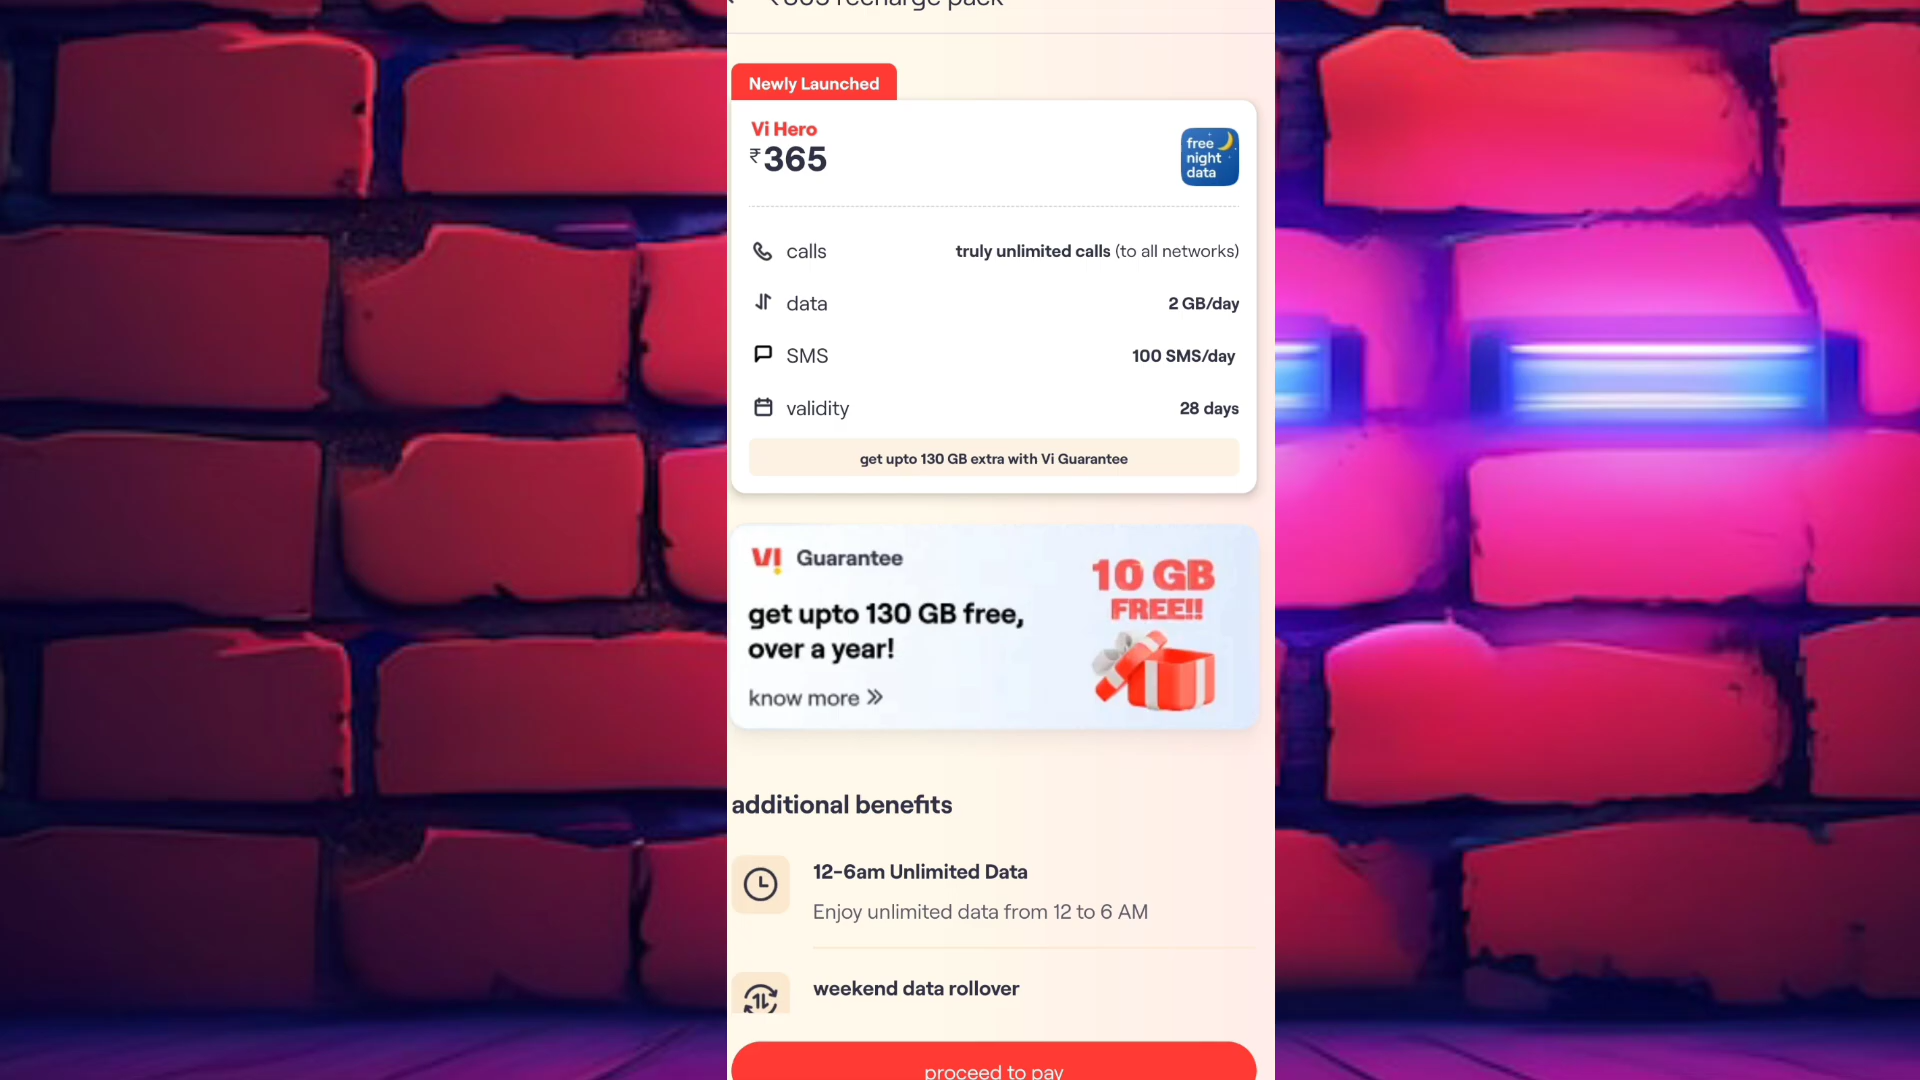 ₹365 recharge pack
Newly Launched
Vi Hero
₹365
free
night
data
calls truly unlimited calls (to all networks)
data 2 GB/day
SMS 100 SMS/day
validity 28 days
get upto 130 GB extra with Vi Guarantee
VI Guarantee
10 GB
FREE!!
get upto 130 GB free,
over a year!
know more >>
additional benefits
12-6am Unlimited Data
Enjoy unlimited data from 12 to 6 AM
weekend data rollover
proceed to pay